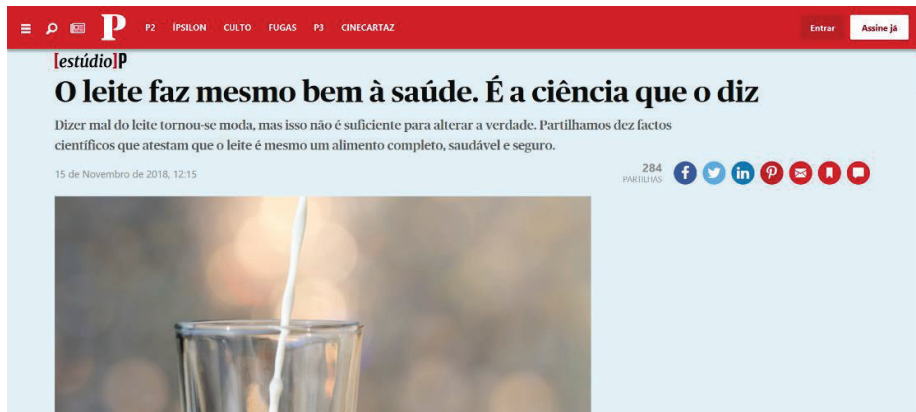 P P2 ÍPSILON CULTO FUGAS P3 CINECARTAZ Entrar Assine já
[estúdio]P
O leite faz mesmo bem à saúde. É a ciência que o diz
Dizer mal do leite tornou-se moda, mas isso não é suficiente para alterar a verdade. Partilhamos dez factos
científicos que atestam que o leite é mesmo um alimento completo, saudável e seguro.
15 de Novembro de 2018, 12:15
284
PARTILHAS